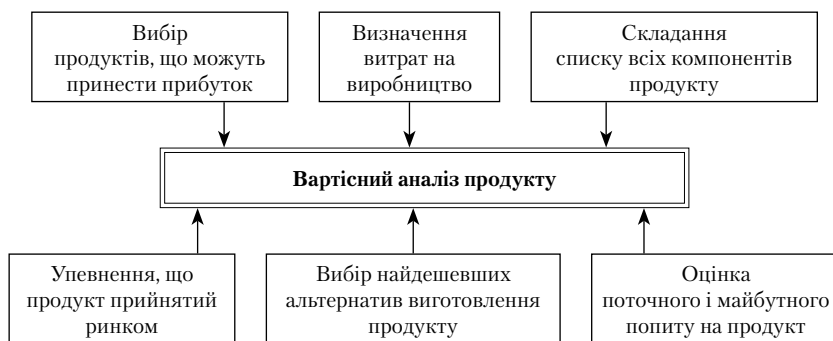 Вибір
продуктів, що можуть
принести прибуток
Визначення
витрат на
виробництво
Складання
списку всіх компонентів
продукту
Вартісний аналіз продукту
Упевнення, що
продукт прийнятий
ринком
Вибір найдешевших
альтернатив виготовлення
продукту
Оцінка
поточного і майбутного
попиту на продукт